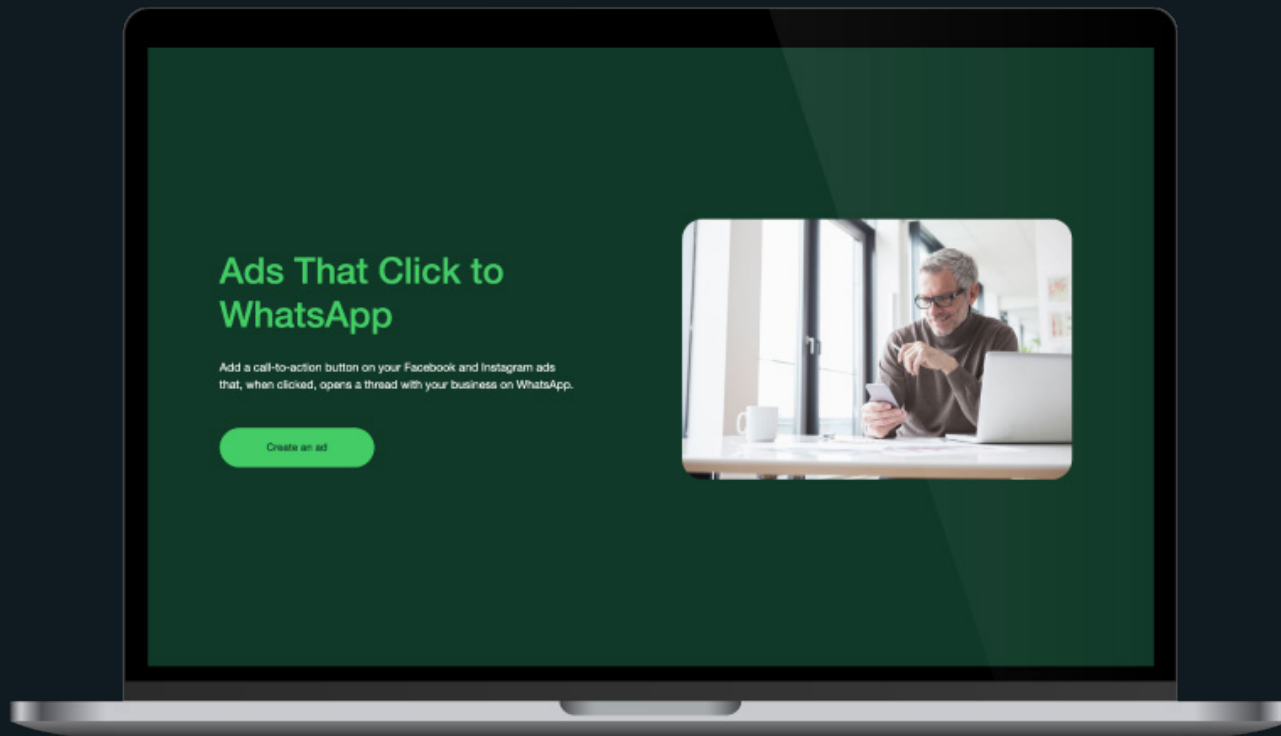 Ads That Click to
WhatsApp
Add a call-to-action button on your Facebook and Instagram ads
that, when clicked, opens a thread with your business on WhatsApp.
Create an ad